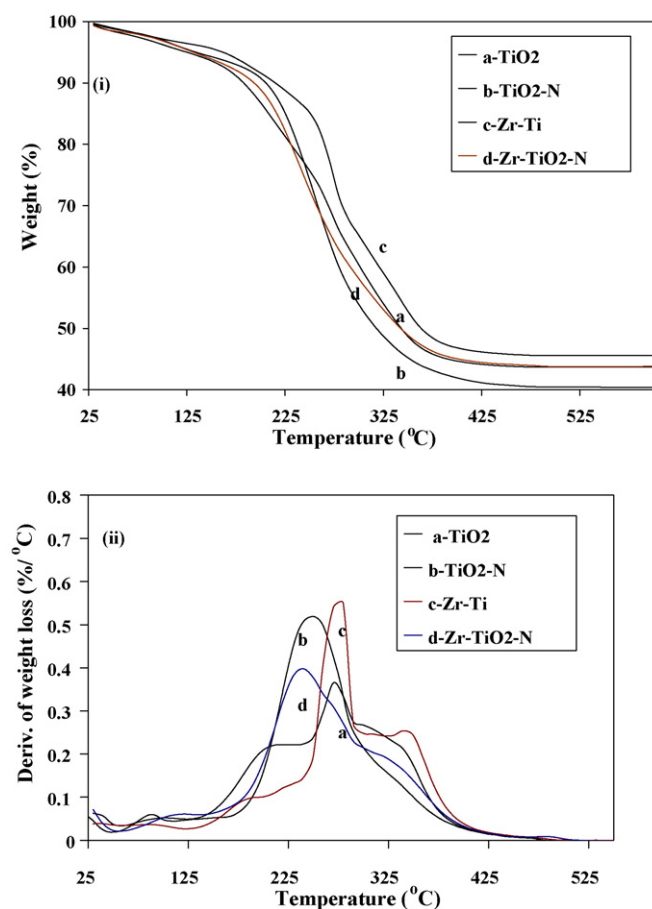 100
90
80
70
60
50
40
Weight (%)
(i)
a-TiO2
b-TiO2-N
c-Zr-Ti
d-Zr-TiO2-N
c
a
d
b
25 125 225 325 425 525
Temperature (°C)
0.8
0.7
0.6
0.5
0.4
0.3
0.2
0.1
0
Deriv. of weight loss (%/°C)
(ii)
a-TiO2
b-TiO2-N
c-Zr-Ti
d-Zr-TiO2-N
b
c
d
a
25 125 225 325 425 525
Temperature (°C)